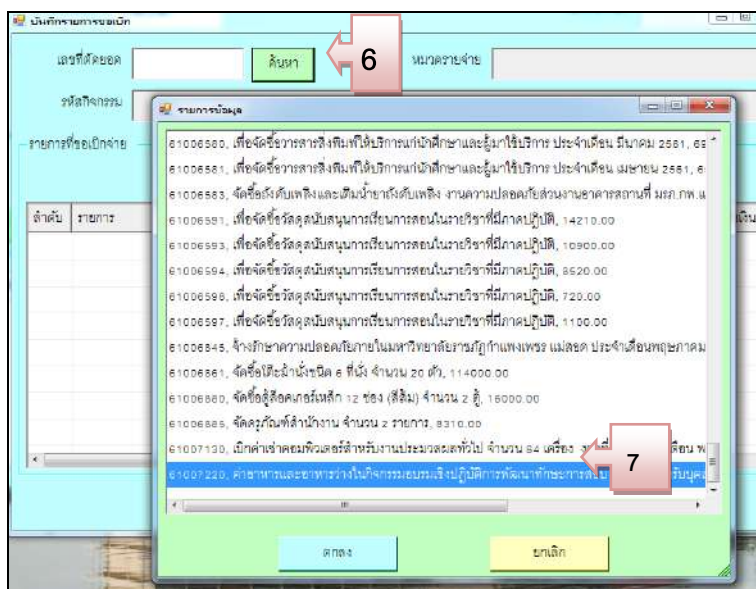 บันทึกรายการขอเบิก
เลขที่ตัดยอด
ค้นหา
6
หมวดรายจ่าย
รหัสกิจกรรม
รายการข้อมูล
รายการที่ขอเบิกจ่าย
ลำดับ รายการ
61006580, เพื่อจัดซื้อวารสารสิ่งพิมพ์ให้บริการแก่นักศึกษาและผู้มาใช้บริการ ประจำเดือน มีนาคม 2561, 69
61006581, เพื่อจัดซื้อวารสารสิ่งพิมพ์ให้บริการแก่นักศึกษาและผู้มาใช้บริการ ประจำเดือน เมษายน 2561, 6
61006583, จัดซื้อถังดับเพลิงและเติมน้ำยาถังดับเพลิง งานความปลอดภัยส่วนงานอาคารสถานที่ มรภ.กพ.แ
61006591, เพื่อจัดซื้อวัสดุสนับสนุนการเรียนการสอนในรายวิชาที่มีภาคปฏิบัติ, 14210.00
61006593, เพื่อจัดซื้อวัสดุสนับสนุนการเรียนการสอนในรายวิชาที่มีภาคปฏิบัติ, 10900.00
61006594, เพื่อจัดซื้อวัสดุสนับสนุนการเรียนการสอนในรายวิชาที่มีภาคปฏิบัติ, 8520.00
61006596, เพื่อจัดซื้อวัสดุสนับสนุนการเรียนการสอนในรายวิชาที่มีภาคปฏิบัติ, 720.00
61006597, เพื่อจัดซื้อวัสดุสนับสนุนการเรียนการสอนในรายวิชาที่มีภาคปฏิบัติ, 1100.00
61006845, จ้างรักษาความปลอดภัยภายในมหาวิทยาลัยราชภัฏกำแพงเพชร แม่สอด ประจำเดือนพฤษภาคม
61006861, จัดซื้อโต๊ะม้านั่งชนิด 6 ที่นั่ง จำนวน 20 ตัว, 114000.00
61006880, จัดซื้อตู้ล็อคเกอร์เหล็ก 12 ช่อง (สีส้ม) จำนวน 2 ตู้, 16000.00
61006885, จัดครุภัณฑ์สำนักงาน จำนวน 2 รายการ, 8310.00
61007130, เบิกค่าเช่าคอมพิวเตอร์สำหรับงานประมวลผลทั่วไป จำนวน 64 เครื่อง
61007220, ค่าอาหารและอาหารว่างในกิจกรรมอบรมเชิงปฏิบัติการพัฒนาทักษะการ
7
ตกลง
ยกเลิก